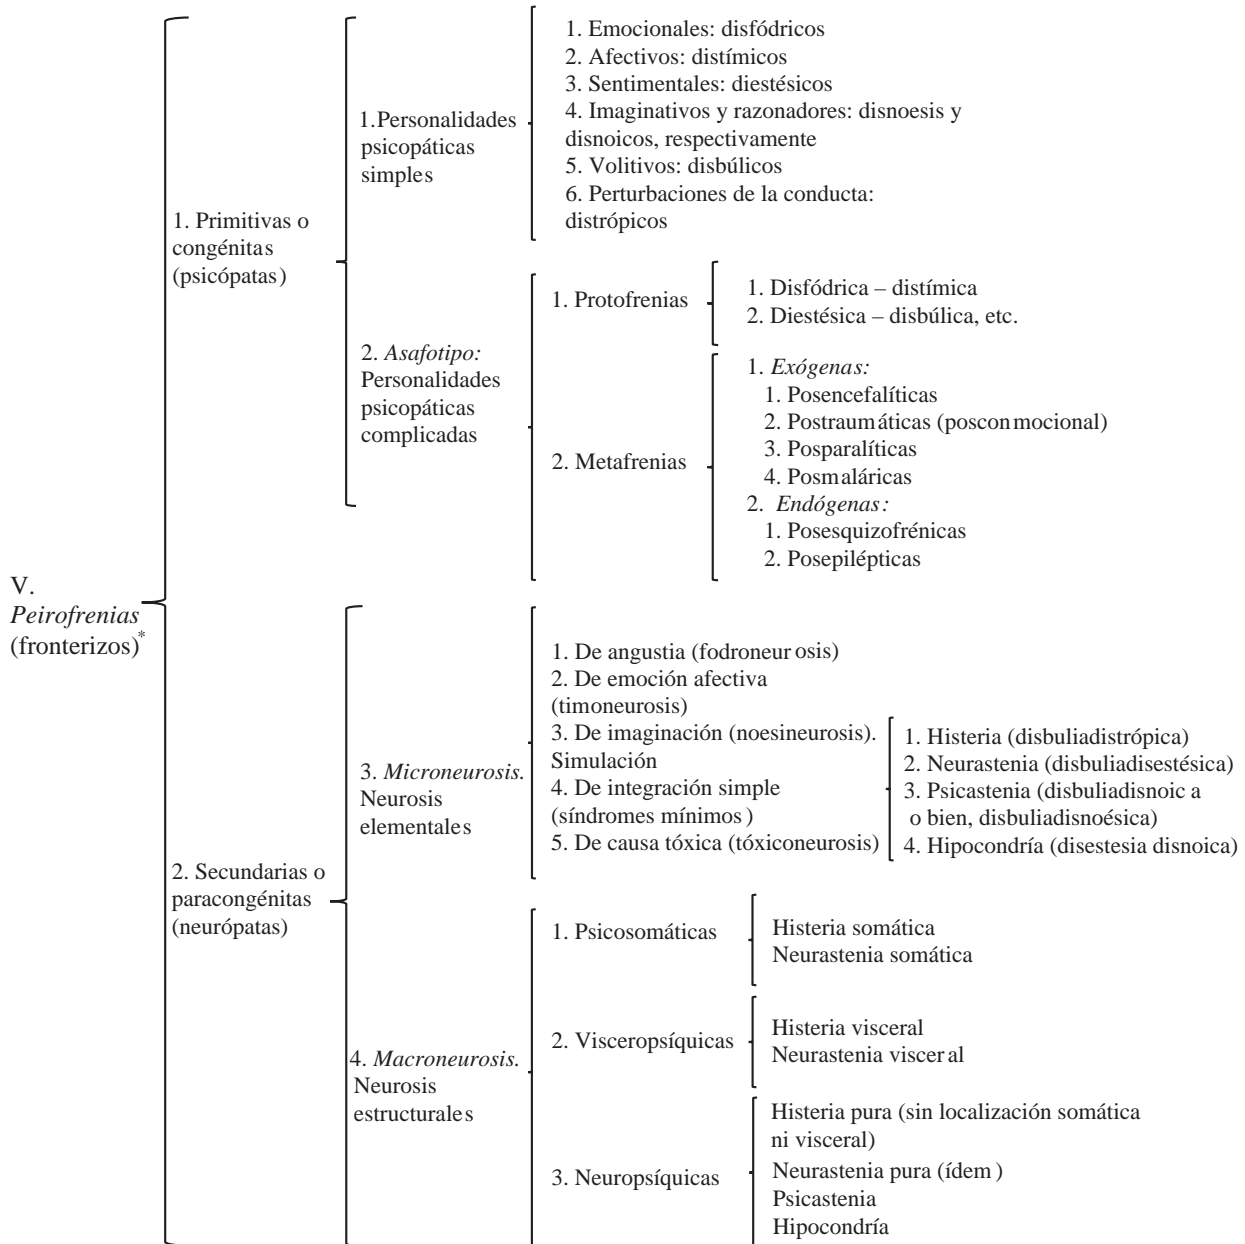 V.
Peirofrenias
(fronterizos)*
1. Primitivas o
congénitas
(psicópatas)
1.Personalidades
psicopáticas
simples
1. Emocionales: disfódricos
2. Afectivos: distímicos
3. Sentimentales: diestésicos
4. Imaginativos y razonadores: disnoesis y
disnoicos, respectivamente
5. Volitivos: disbúlicos
6. Perturbaciones de la conducta:
distrópicos
2. Asafotipo:
Personalidades
psicopáticas
complicadas
1. Protofrenias
1. Disfódrica – distímica
2. Diestésica – disbúlica, etc.
2. Metafrenias
1. Exógenas:
1. Posencefalíticas
2. Postraumáticas (posconmocional)
3. Posparalíticas
4. Posmaláricas
2. Endógenas:
1. Posesquizofrénicas
2. Posepilépticas
2. Secundarias o
paracongénitas
(neurópatas)
3. Microneurosis.
Neurosis
elementales
1. De angustia (fodroneurosis)
2. De emoción afectiva
(timoneurosis)
3. De imaginación (noesineurosis).
Simulación
4. De integración simple
(síndromes mínimos)
5. De causa tóxica (tóxiconeurosis)
1. Histeria (disbuliadistrópica)
2. Neurastenia (disbuliadisestésica)
3. Psicastenia (disbuliadisnoica
o bien, disbuliadisnoésica)
4. Hipocondría (disestesia disnoica)
4. Macroneurosis.
Neurosis
estructurales
1. Psicosomáticas
Histeria somática
Neurastenia somática
2. Visceropsíquicas
Histeria visceral
Neurastenia visceral
3. Neuropsíquicas
Histeria pura (sin localización somática
ni visceral)
Neurastenia pura (ídem)
Psicastenia
Hipocondría